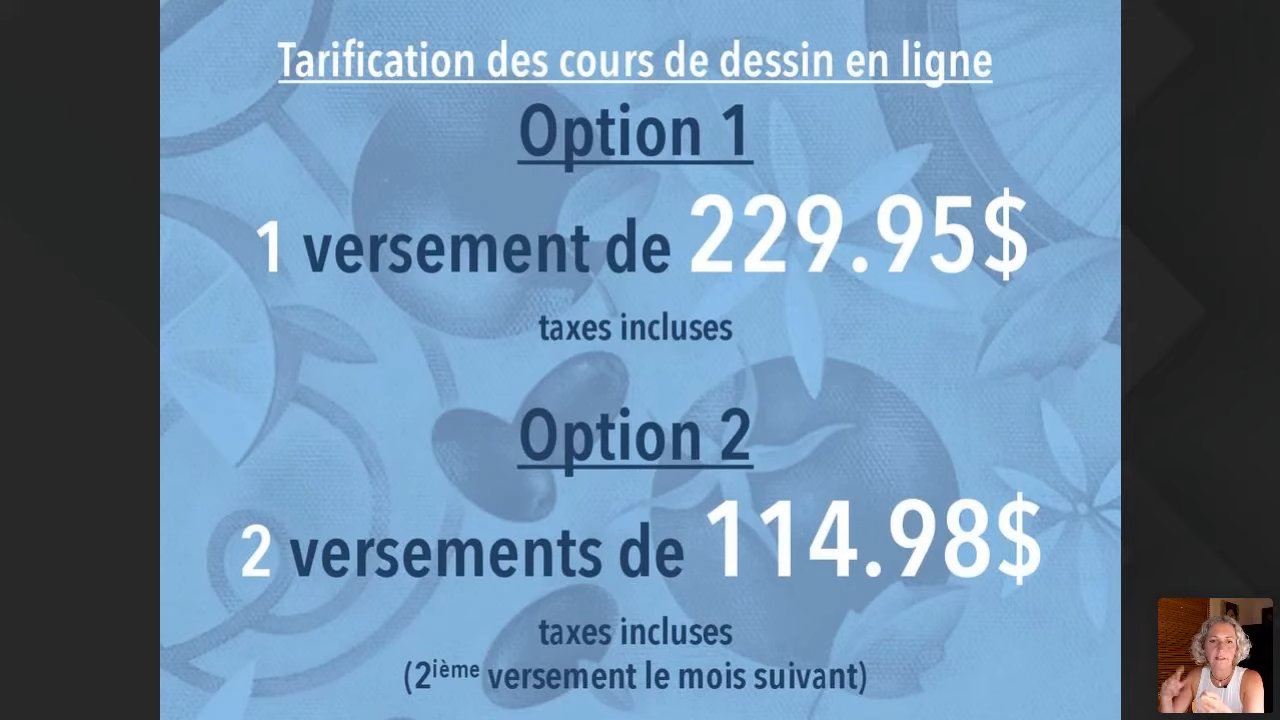 Tarification des cours de dessin en ligne
Option 1
1 versement de 229.95$
taxes incluses
Option 2
2 versements de 114.98$
taxes incluses
(2ième versement le mois suivant)